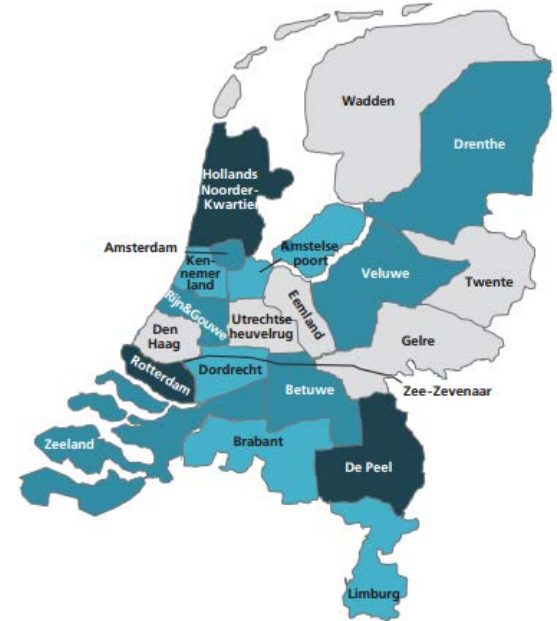 Wadden
Drenthe
Hollands
Noorder-
Kwartier
Amsterdam
Amstelse
poort
Ken-
nemer
land
Veluwe
Twente
Rijn&Gouwe
Eemland
Utrechtse
heuvelrug
Den
Haag
Gelre
Rotterdam
Dordrecht
Betuwe
Zee-Zevenaar
Zeeland
Brabant
De Peel
Limburg